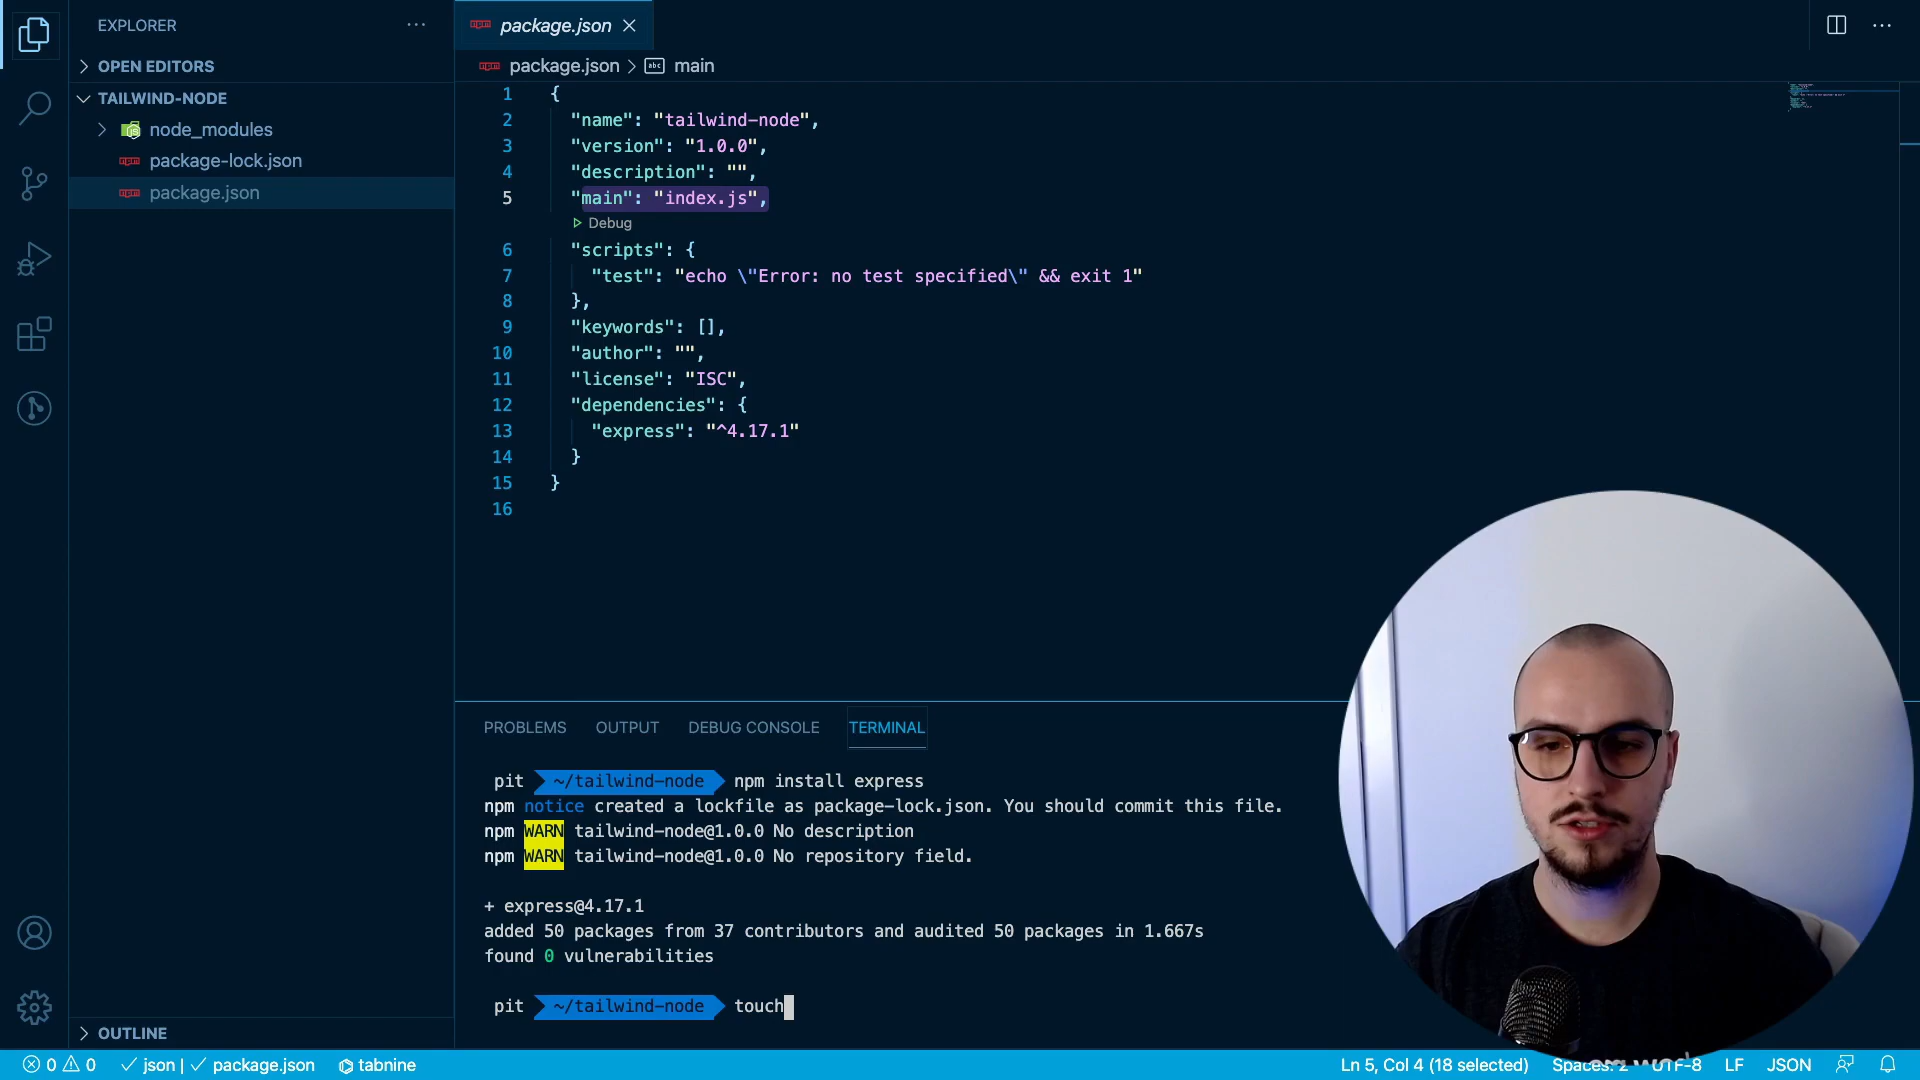 EXPLORER
OPEN EDITORS
TAILWIND-NODE
node_modules
package-lock.json
package.json
OUTLINE
package.json
package.json > main
1 {
2 "name": "tailwind-node",
3 "version": "1.0.0",
4 "description": "",
5 "main": "index.js",
Debug
6 "scripts": {
7 "test": "echo \"Error: no test specified\" && exit 1"
8 },
9 "keywords": [],
10 "author": "",
11 "license": "ISC",
12 "dependencies": {
13 "express": "^4.17.1"
14 }
15 }
16
PROBLEMS OUTPUT DEBUG CONSOLE TERMINAL
pit ~/tailwind-node npm install express
npm notice created a lockfile as package-lock.json. You should commit this file.
npm WARN tailwind-node@1.0.0 No description
npm WARN tailwind-node@1.0.0 No repository field.
+ express@4.17.1
added 50 packages from 37 contributors and audited 50 packages in 1.667s
found 0 vulnerabilities
pit ~/tailwind-node touch
0 0 json | package.json tabnine Ln 5, Col 4 (18 selected) Spaces: 2 UTF-8 LF JSON